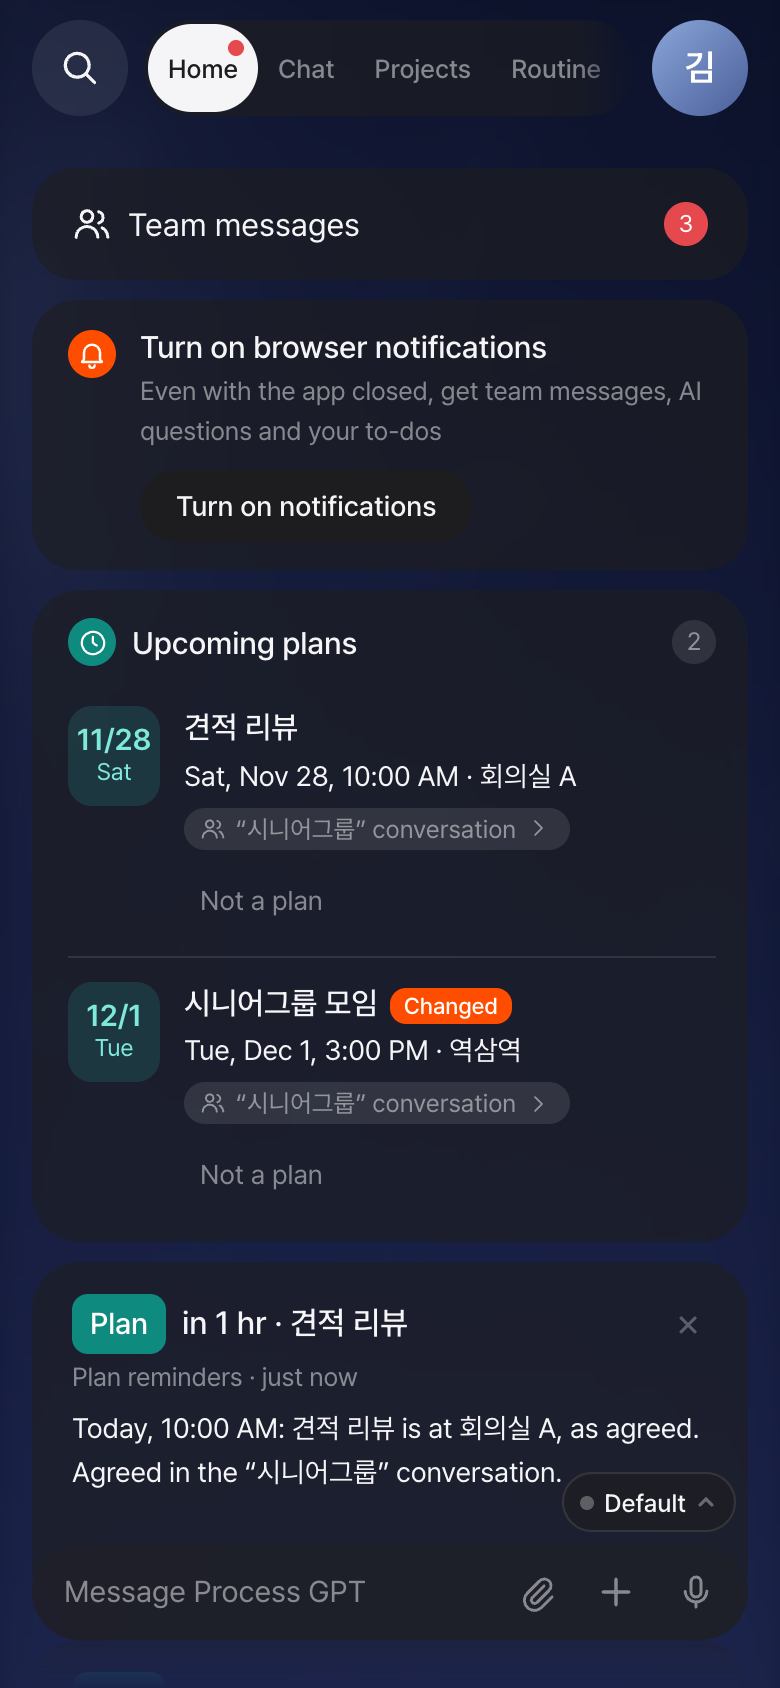 Home
Chat
Projects
Routine
김
Team messages
3
Turn on browser notifications
Even with the app closed, get team messages, AI
questions and your to-dos
Turn on notifications
Upcoming plans
2
11/28
Sat
견적 리뷰
Sat, Nov 28, 10:00 AM · 회의실 A
“시니어그룹” conversation
Not a plan
12/1
Tue
시니어그룹 모임 Changed
Tue, Dec 1, 3:00 PM · 역삼역
“시니어그룹” conversation
Not a plan
Plan in 1 hr · 견적 리뷰
Plan reminders · just now
Today, 10:00 AM: 견적 리뷰 is at 회의실 A, as agreed.
Agreed in the “시니어그룹” conversation.
Default
Message Process GPT